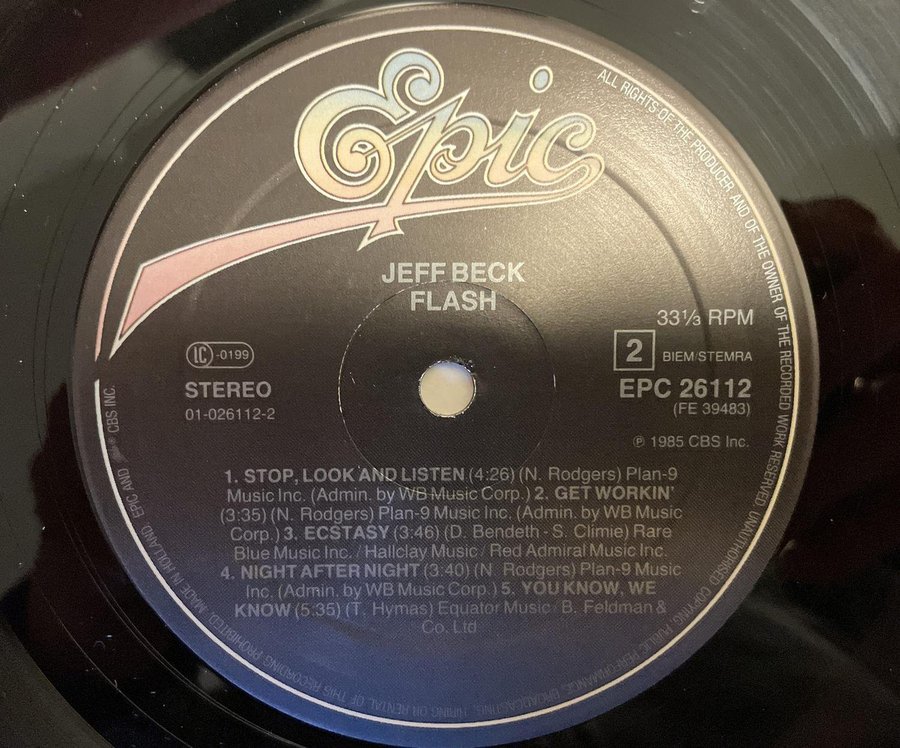 Epic
JEFF BECK
FLASH
33⅓ RPM
LC -0199
2 BIEM/STEMRA
STEREO
EPC 26112
01-026112-2
(FE 39483)
℗ 1985 CBS Inc.
1. STOP, LOOK AND LISTEN (4:26) (N. Rodgers) Plan-9
Music Inc. (Admin. by WB Music Corp.) 2. GET WORKIN'
(3:35) (N. Rodgers) Plan-9 Music Inc. (Admin. by WB Music
Corp.) 3. ECSTASY (3:46) (D. Bendeth - S. Climie) Rare
Blue Music Inc. / Hallclay Music / Red Admiral Music Inc.
4. NIGHT AFTER NIGHT (3:40) (N. Rodgers) Plan-9 Music
Inc. (Admin. by WB Music Corp.) 5. YOU KNOW, WE
KNOW (5:35) (T. Hymas) Equator Music / B. Feldman &
Co. Ltd
ALL RIGHTS OF THE PRODUCER AND OF THE OWNER OF THE RECORDED WORK RESERVED. UNAUTHORISED COPYING, PUBLIC PERFORMANCE, BROADCASTING, HIRING OR RENTAL OF THIS RECORDING PROHIBITED. MADE IN HOLLAND. EPIC AND CBS INC.